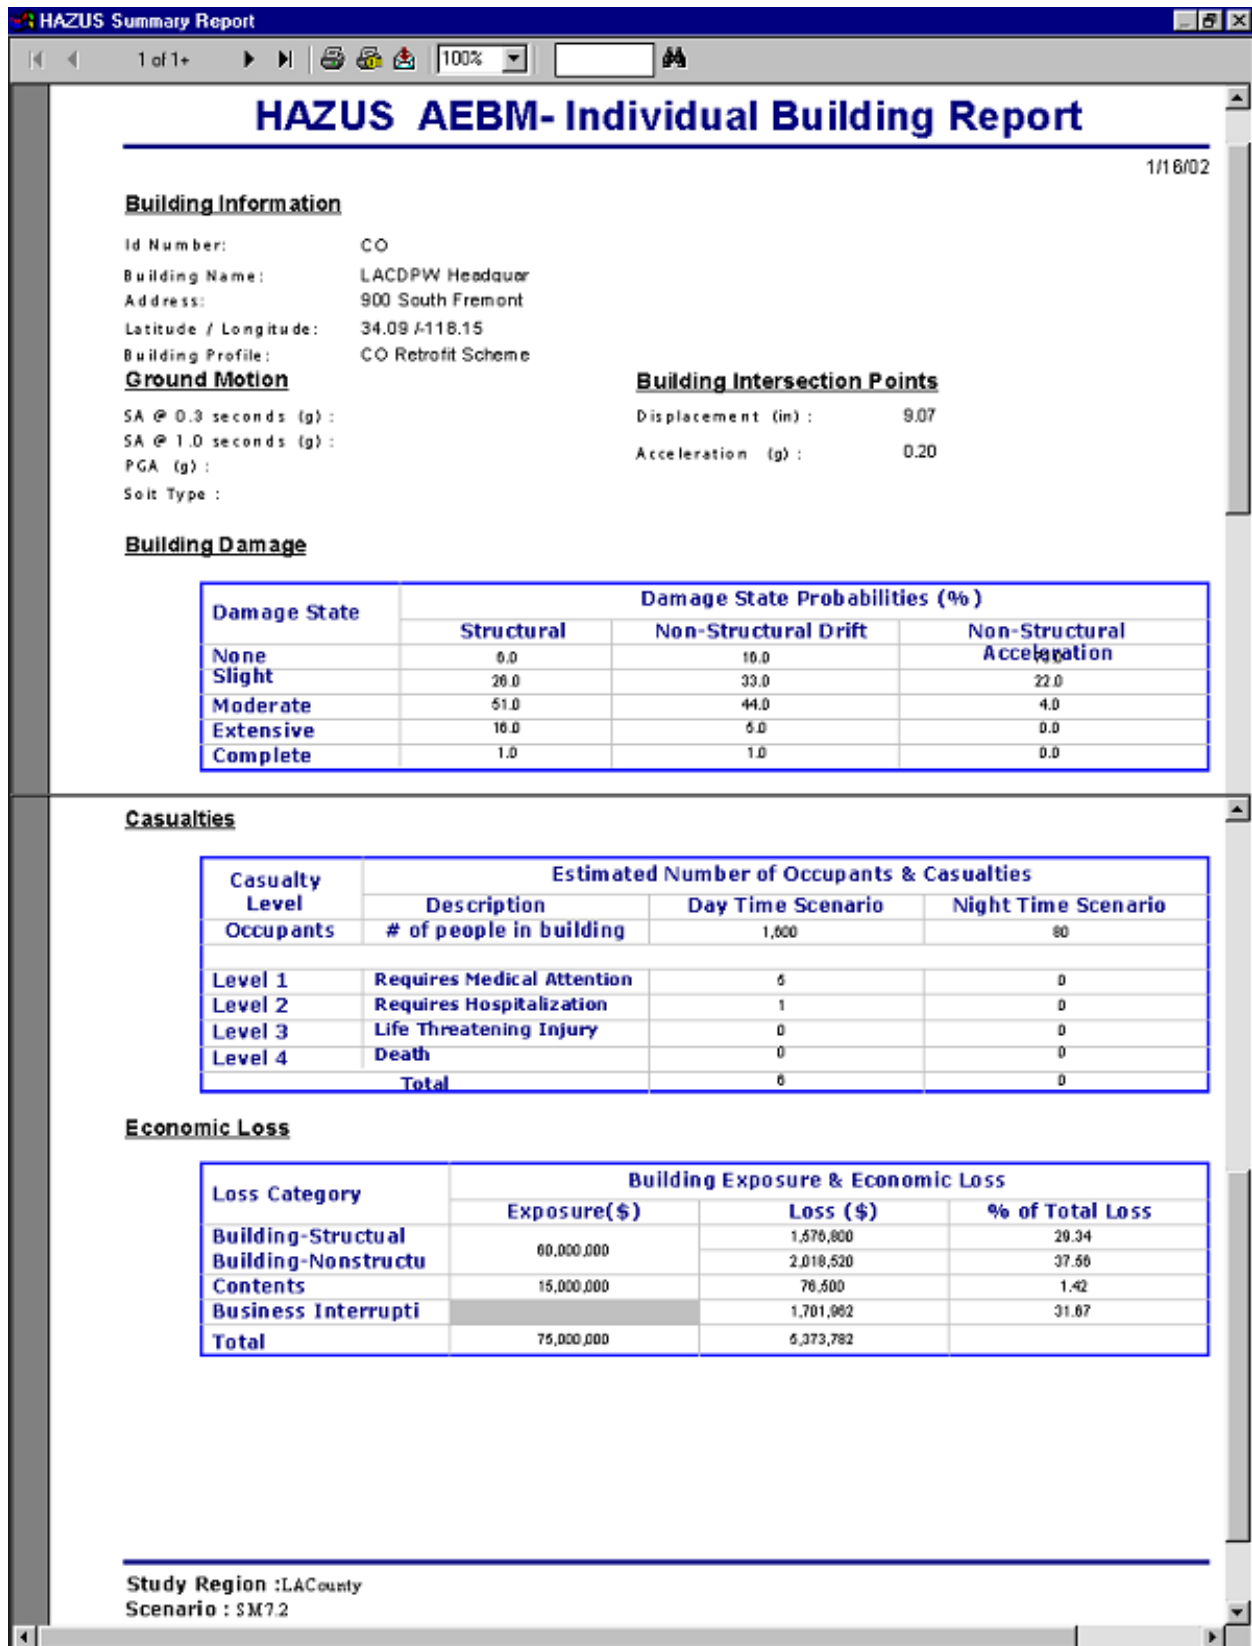 HAZUS Summary Report
1 of 1+ 100%
HAZUS AEBM- Individual Building Report
1/16/02
Building Information
Id Number: CO
Building Name: LACDPW Headquar
Address: 900 South Fremont
Latitude / Longitude: 34.09 /-118.15
Building Profile: CO Retrofit Scheme
Ground Motion Building Intersection Points
SA @ 0.3 seconds (g) : Displacement (in) : 9.07
SA @ 1.0 seconds (g) :
PGA (g) : Acceleration (g) : 0.20
Soit Type :
Building Damage
Damage State Damage State Probabilities (%)
Structural Non-Structural Drift Non-Structural Acceleration
None
Slight 26.0 33.0 22.0
Moderate 51.0 44.0 4.0
Extensive 16.0 0.0
Complete 1.0 1.0 0.0
Casualties
Casualty Level Estimated Number of Occupants & Casualties
Description Day Time Scenario Night Time Scenario
Occupants # of people in building 80
Level 1 Requires Medical Attention 0
Level 2 Requires Hospitalization 1 0
Level 3 Life Threatening Injury 0 0
Level 4 Death 0 0
Total 6 0
Economic Loss
Loss Category Building Exposure & Economic Loss
Exposure($) Loss ($) % of Total Loss
Building-Structual 60,000,000 1,576,800 29.34
Building-Nonstructu 2,018,520 37.56
Contents 15,000,000 76,500 1.42
Business Interrupti 1,701,962 31.67
Total 75,000,000 5,373,782
Study Region :LACounty
Scenario : SM7.2